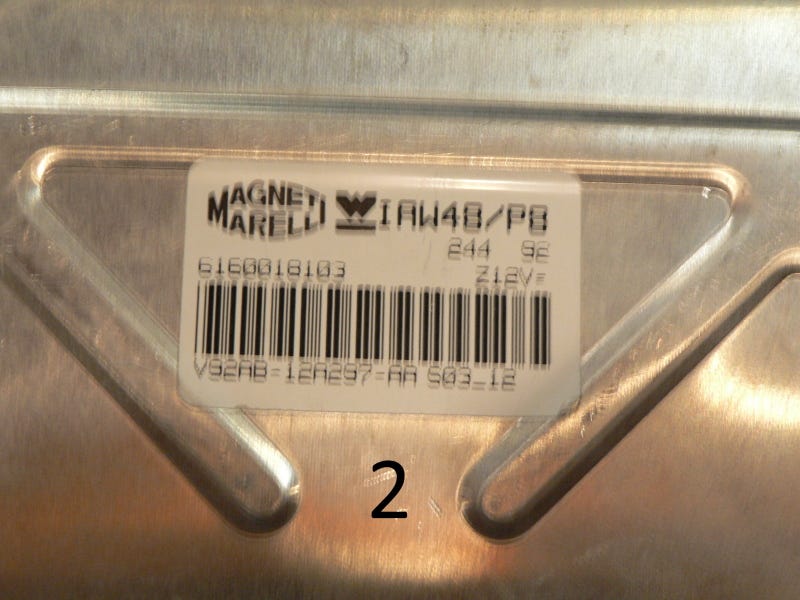 MAGNETI
MARELLI
W IAW48/P8
244 92
6160018103 Z12V=
V92AB-12A297-AA S03_12
2